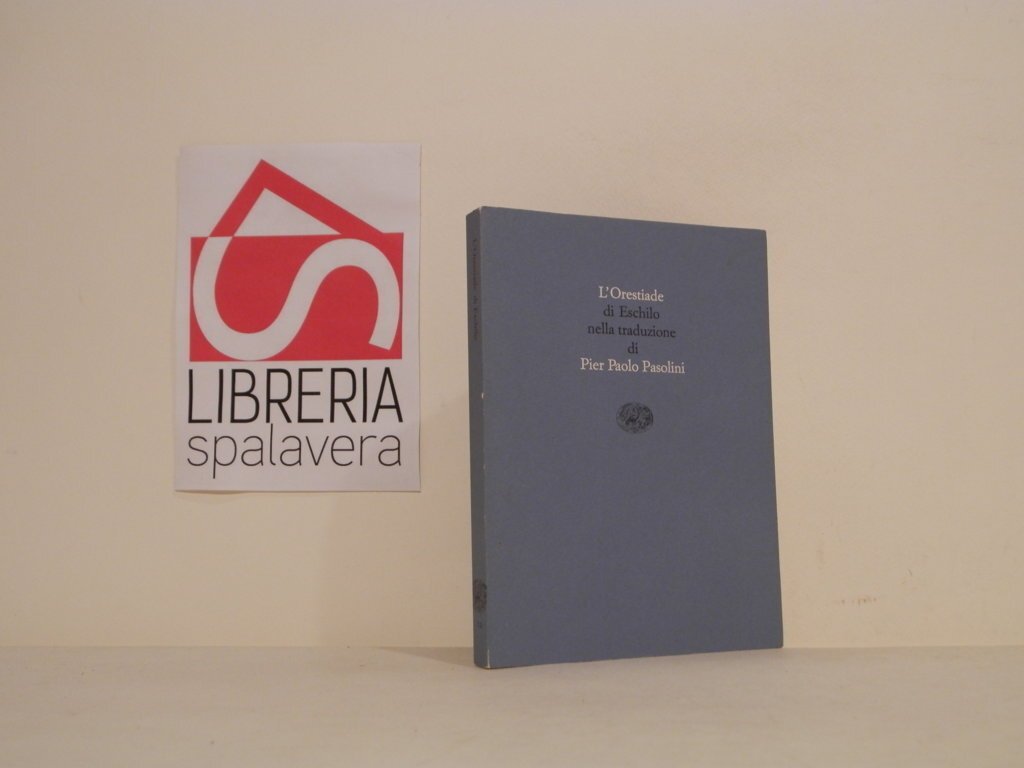 LIBRERIA
spalavera
L'Orestiade
di Eschilo
nella traduzione
di
Pier Paolo Pasolini